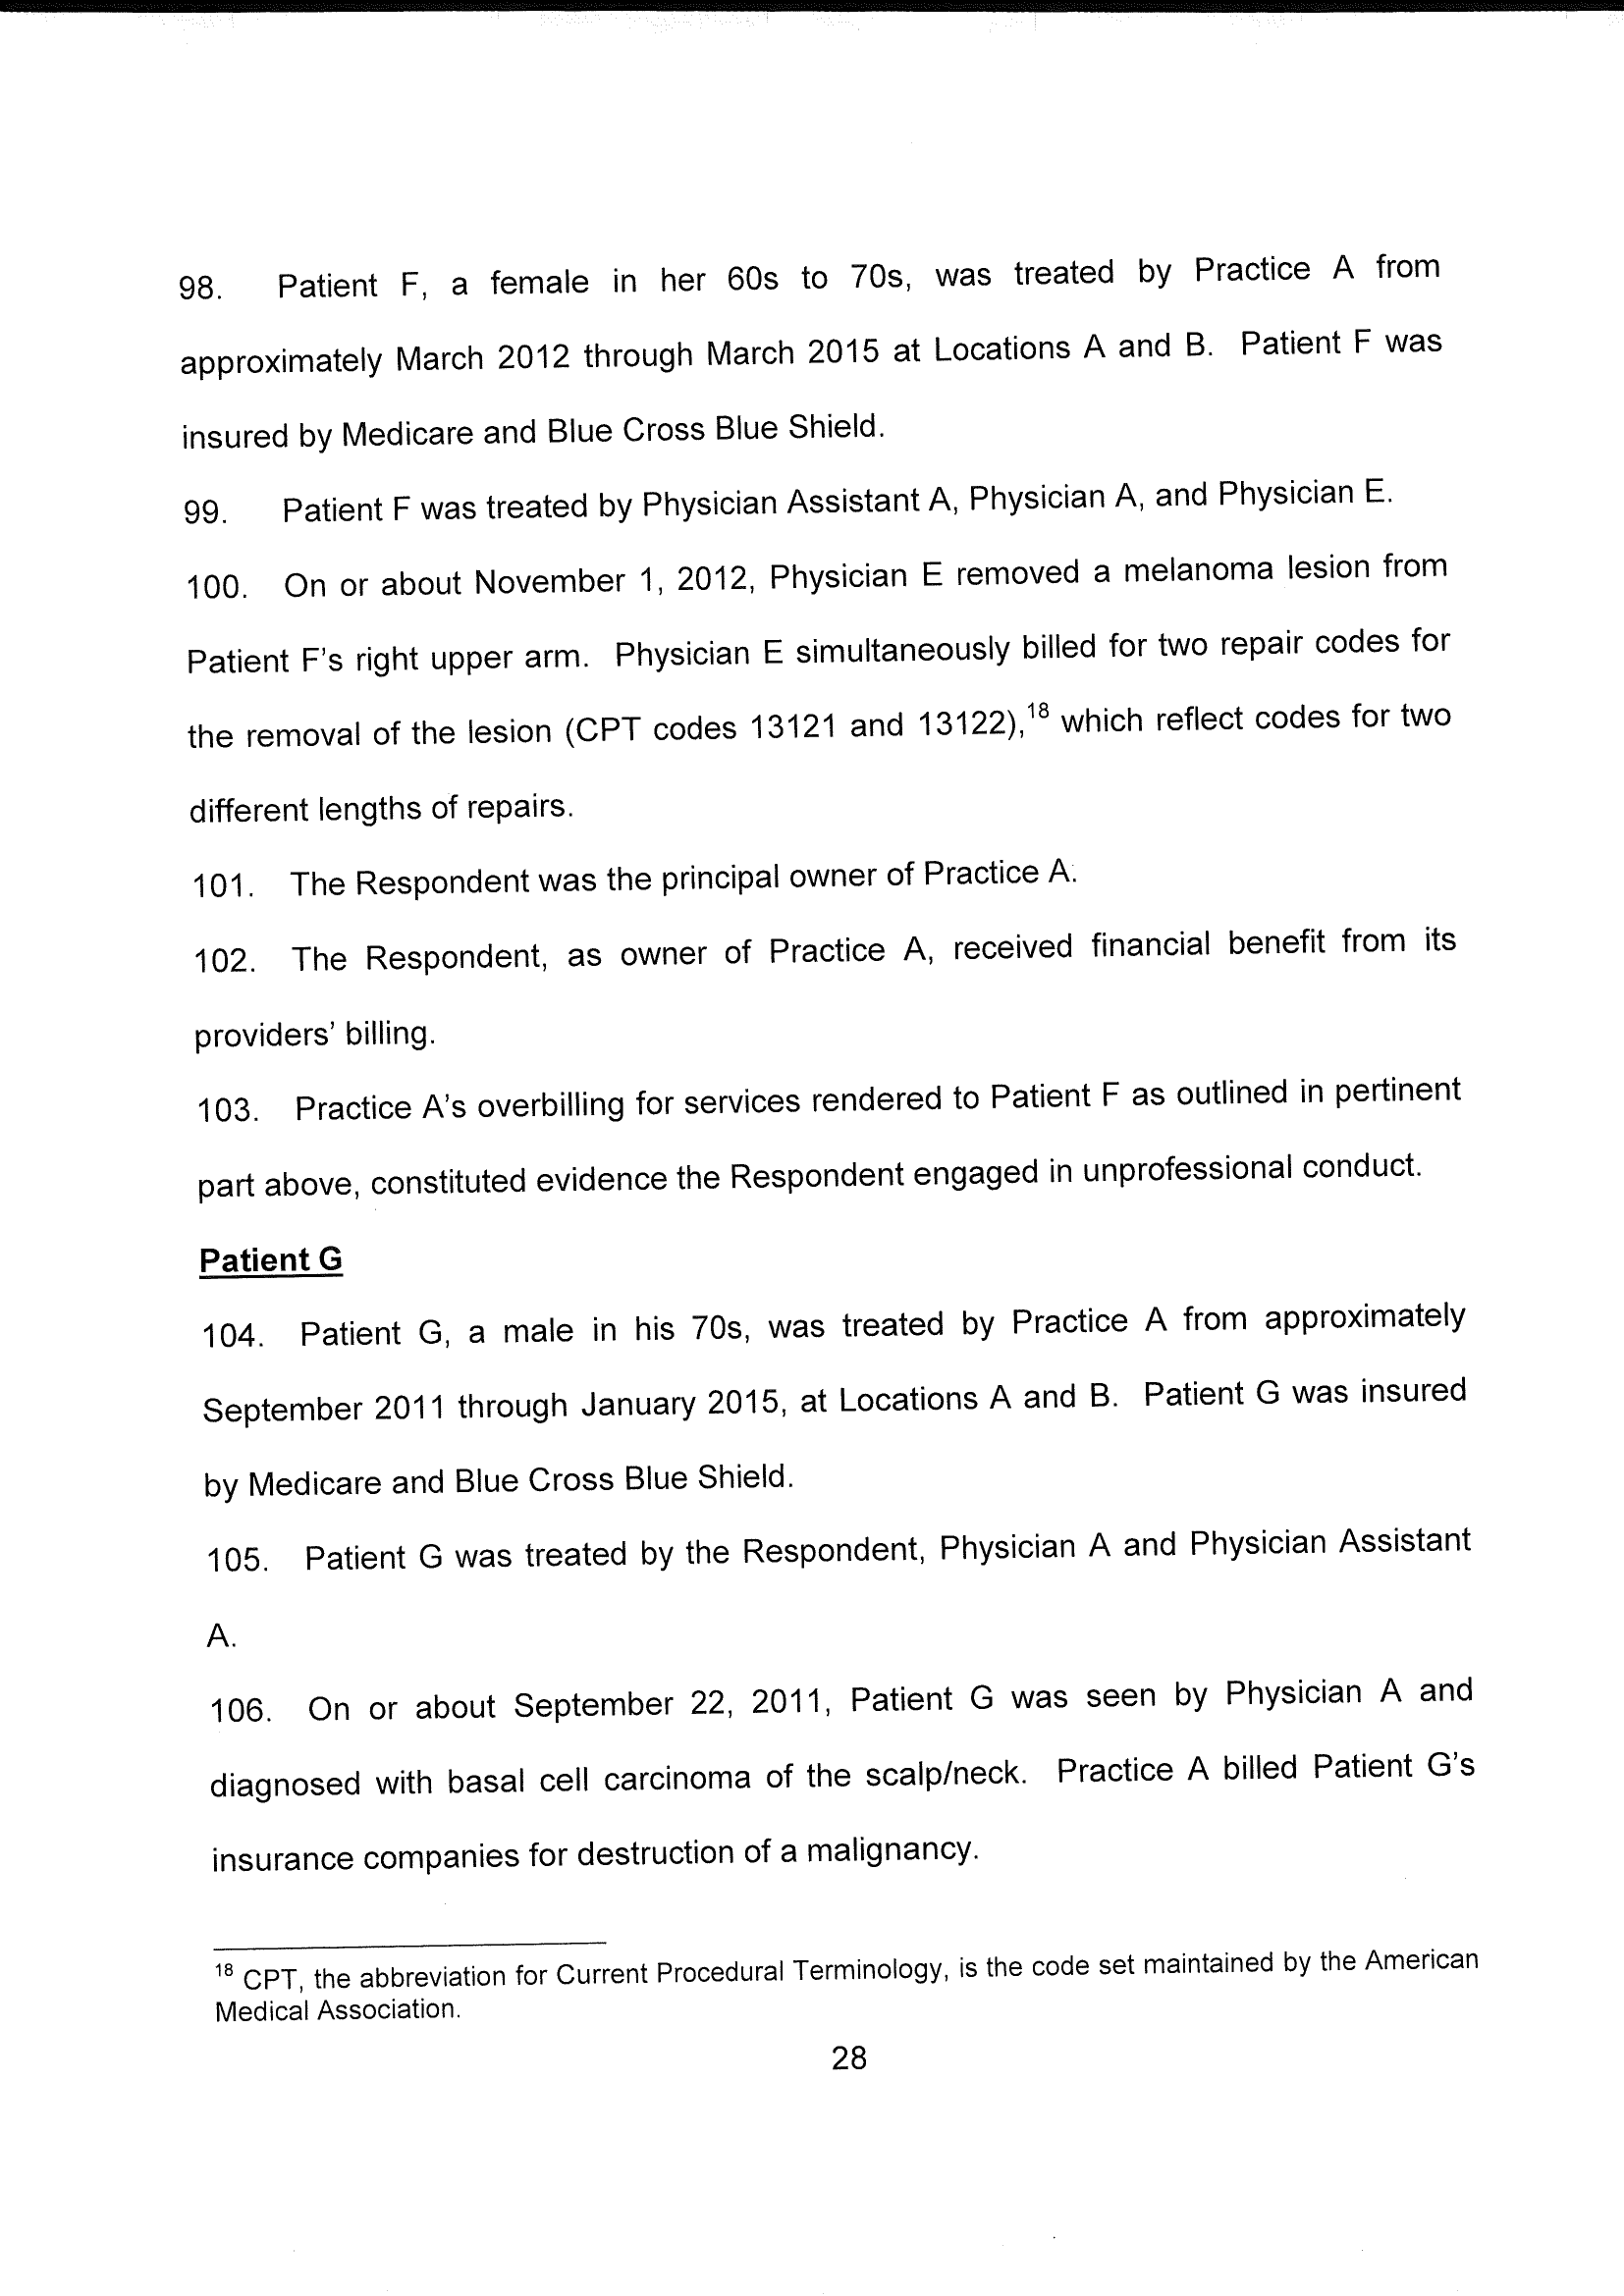 98. Patient F, a female in her 60s to 70s, was treated by Practice A from
approximately March 2012 through March 2015 at Locations A and B. Patient F was
insured by Medicare and Blue Cross Blue Shield.
99. Patient F was treated by Physician Assistant A, Physician A, and Physician E.
100. On or about November 1, 2012, Physician E removed a melanoma lesion from
Patient F's right upper arm. Physician E simultaneously billed for two repair codes for
the removal of the lesion (CPT codes 13121 and 13122),18 which reflect codes for two
different lengths of repairs.
101. The Respondent was the principal owner of Practice A.
102. The Respondent, as owner of Practice A, received financial benefit from its
providers' billing.
103. Practice A's overbilling for services rendered to Patient F as outlined in pertinent
part above, constituted evidence the Respondent engaged in unprofessional conduct.
Patient G
104. Patient G, a male in his 70s, was treated by Practice A from approximately
September 2011 through January 2015, at Locations A and B. Patient G was insured
by Medicare and Blue Cross Blue Shield.
105. Patient G was treated by the Respondent, Physician A and Physician Assistant
A.
106. On or about September 22, 2011, Patient G was seen by Physician A and
diagnosed with basal cell carcinoma of the scalp/neck. Practice A billed Patient G's
insurance companies for destruction of a malignancy.
18 CPT, the abbreviation for Current Procedural Terminology, is the code set maintained by the American
Medical Association.
28